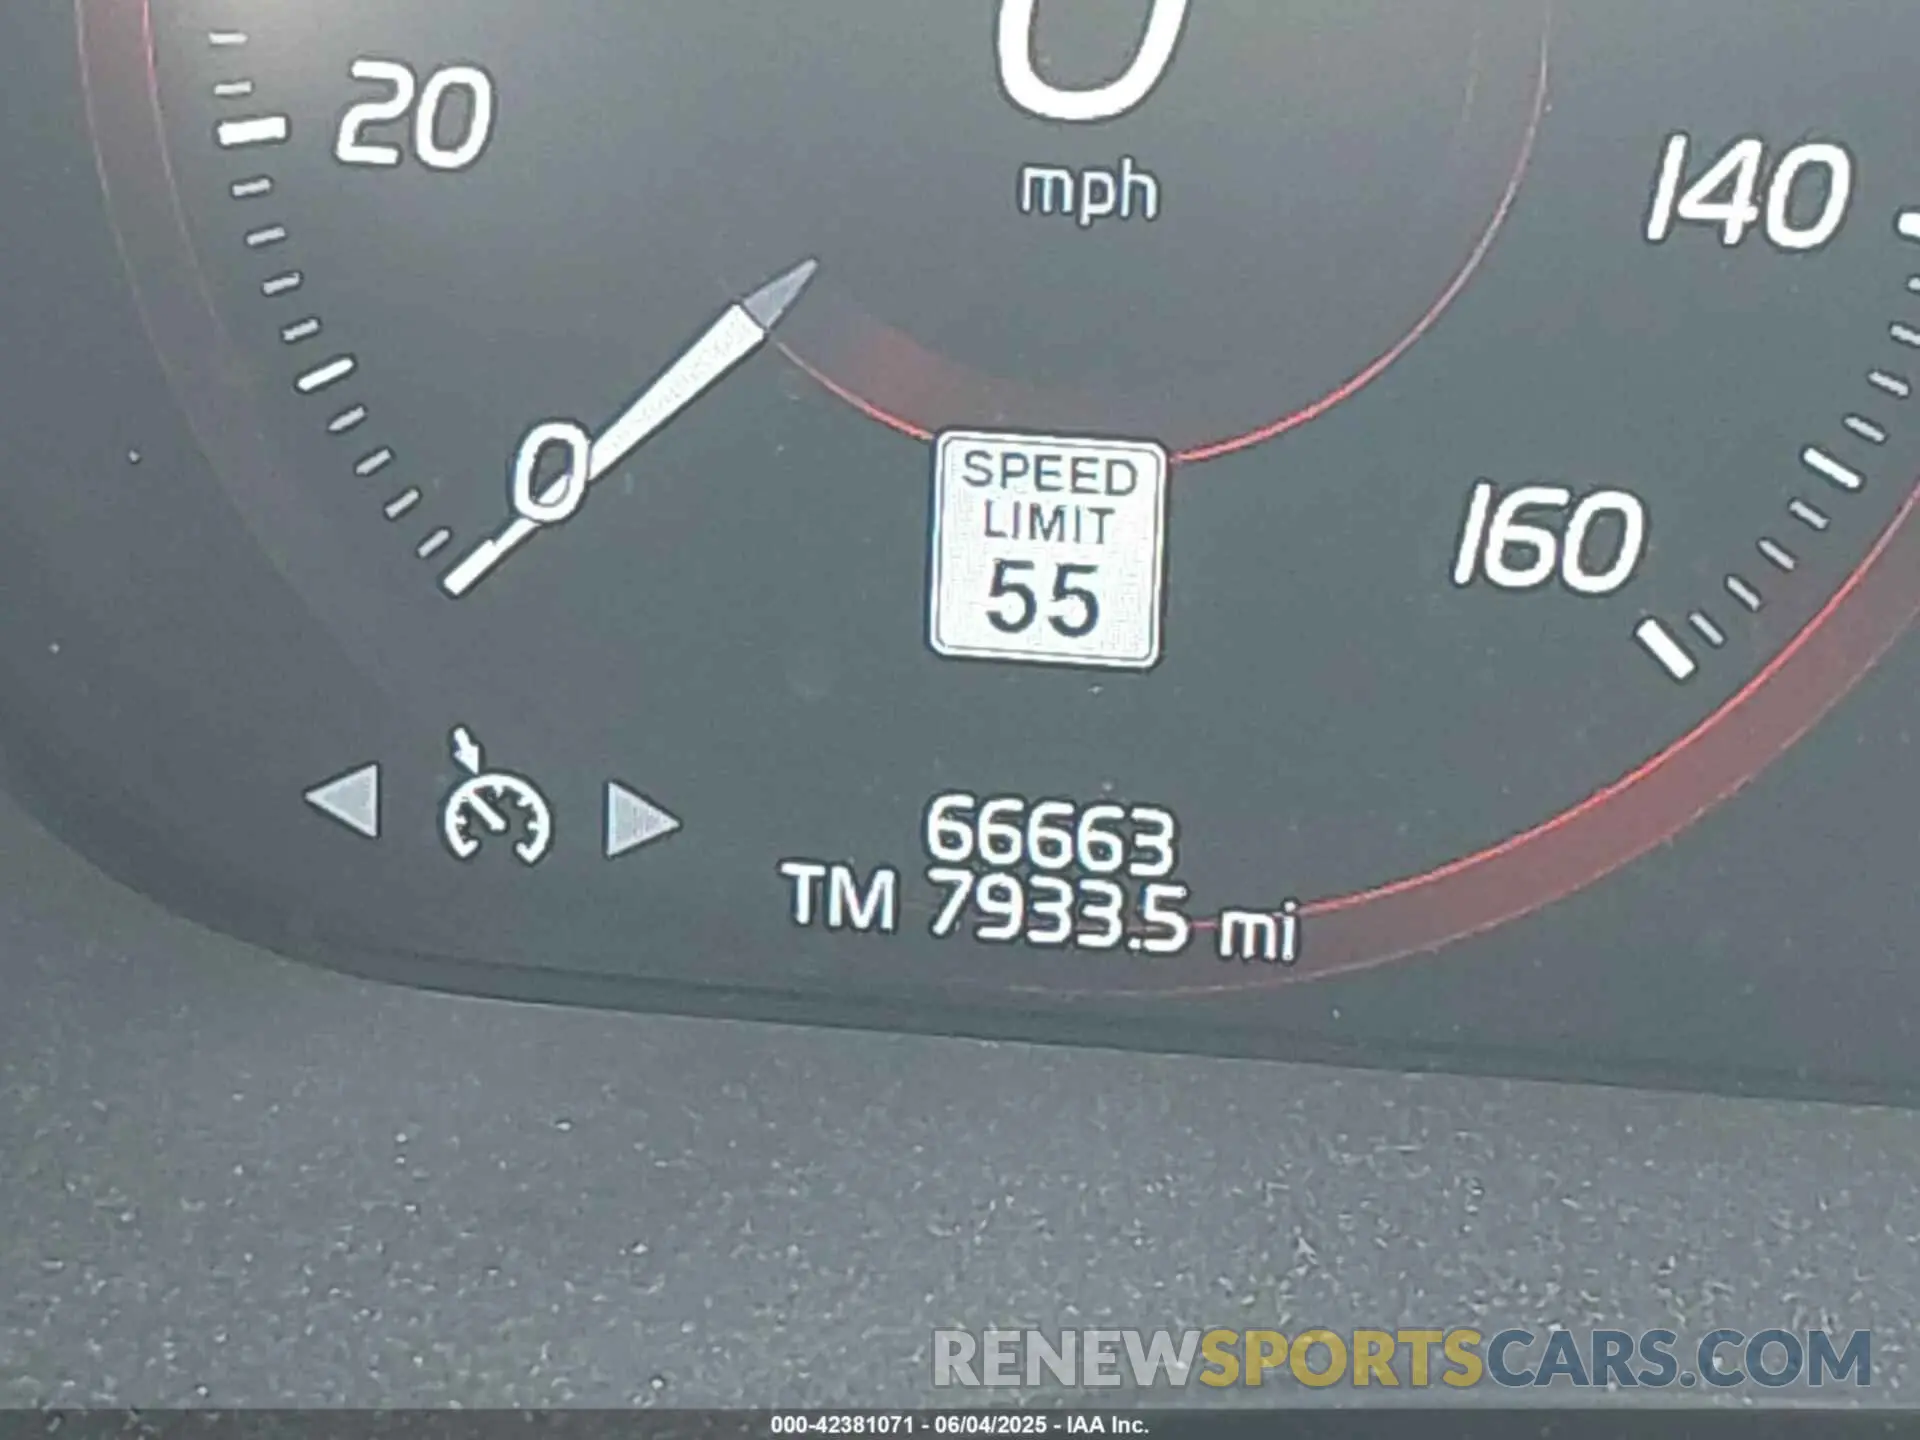 0
20
mph
140
0
SPEED
LIMIT
55
160
66663
TM 7933.5 mi
RENEWSPORTSCARS.COM
000-42381071 - 06/04/2025 - IAA Inc.